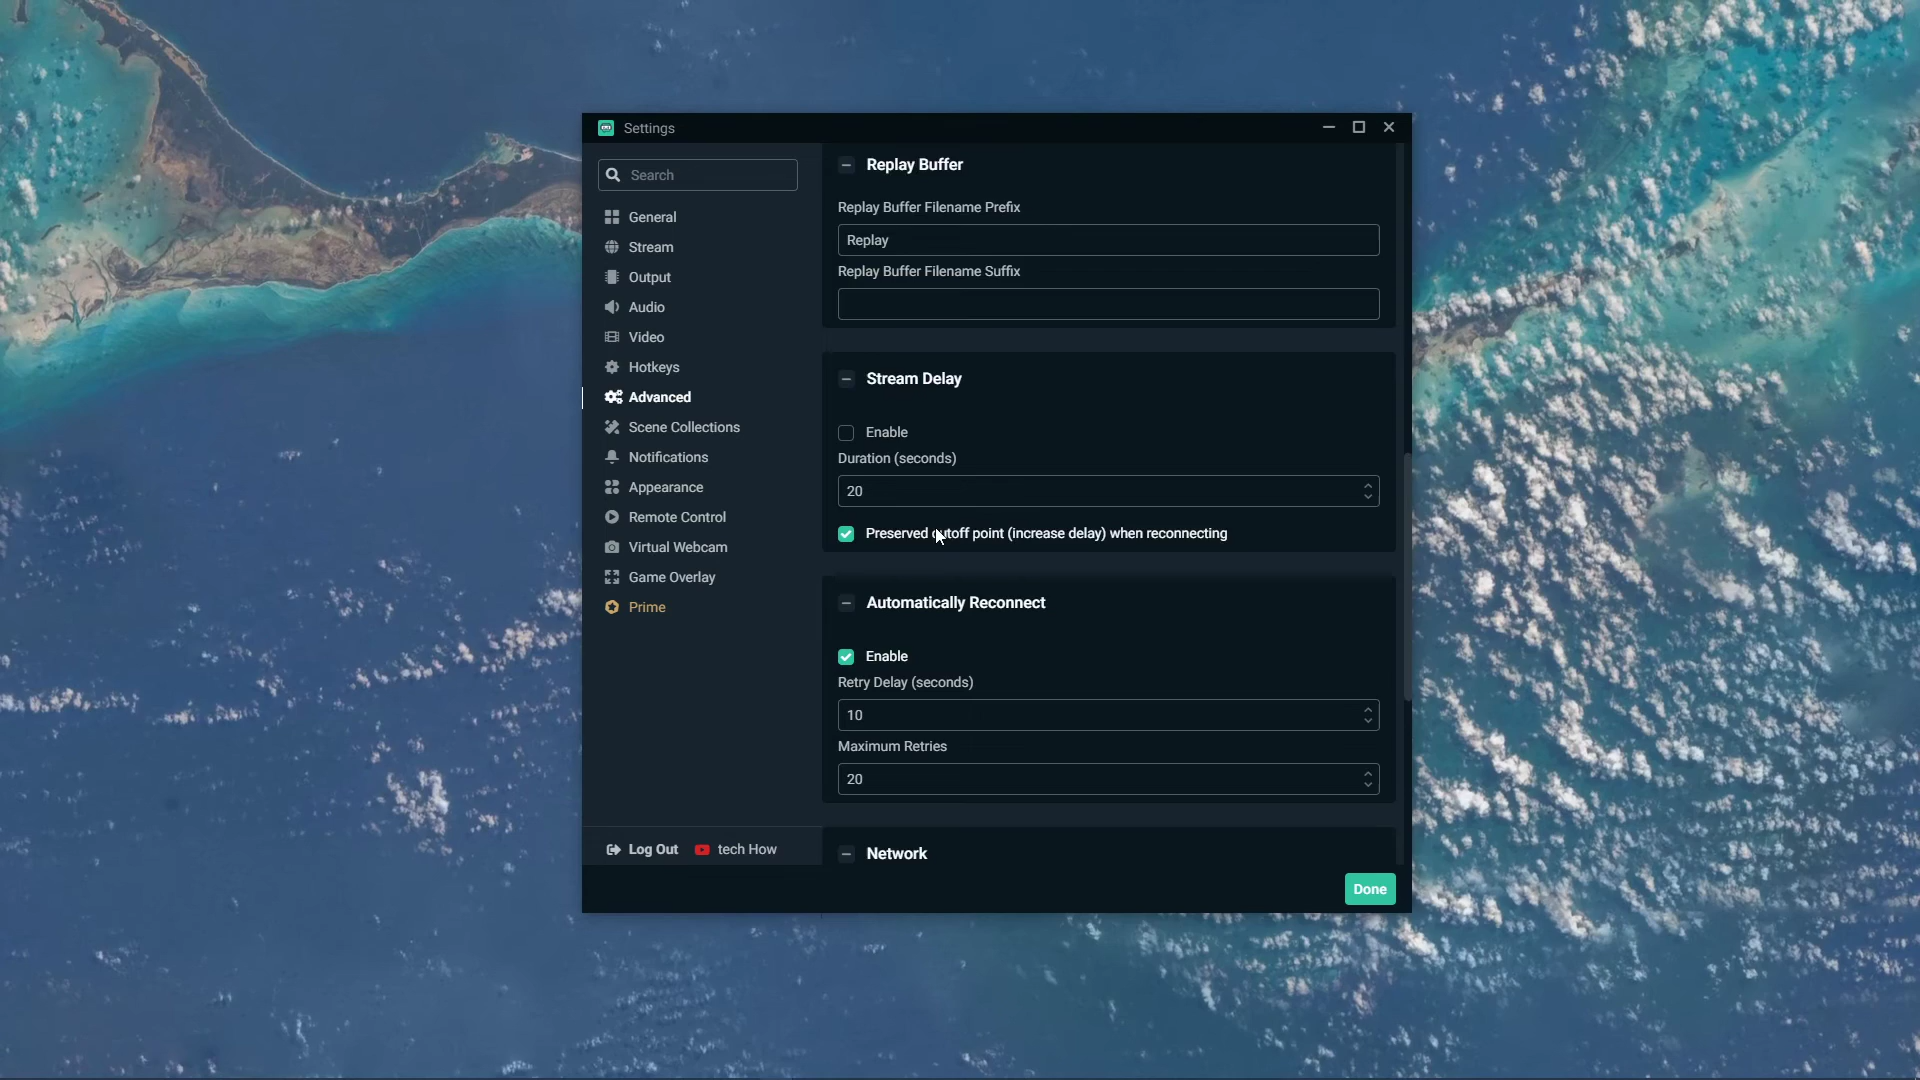 Settings
Search
General
Stream
Output
Audio
Video
Hotkeys
Advanced
Scene Collections
Notifications
Appearance
Remote Control
Virtual Webcam
Game Overlay
Prime
Log Out
tech How
Replay Buffer
Replay Buffer Filename Prefix
Replay
Replay Buffer Filename Suffix
Stream Delay
Enable
Duration (seconds)
20
Preserved cutoff point (increase delay) when reconnecting
Automatically Reconnect
Enable
Retry Delay (seconds)
10
Maximum Retries
20
Network
Done